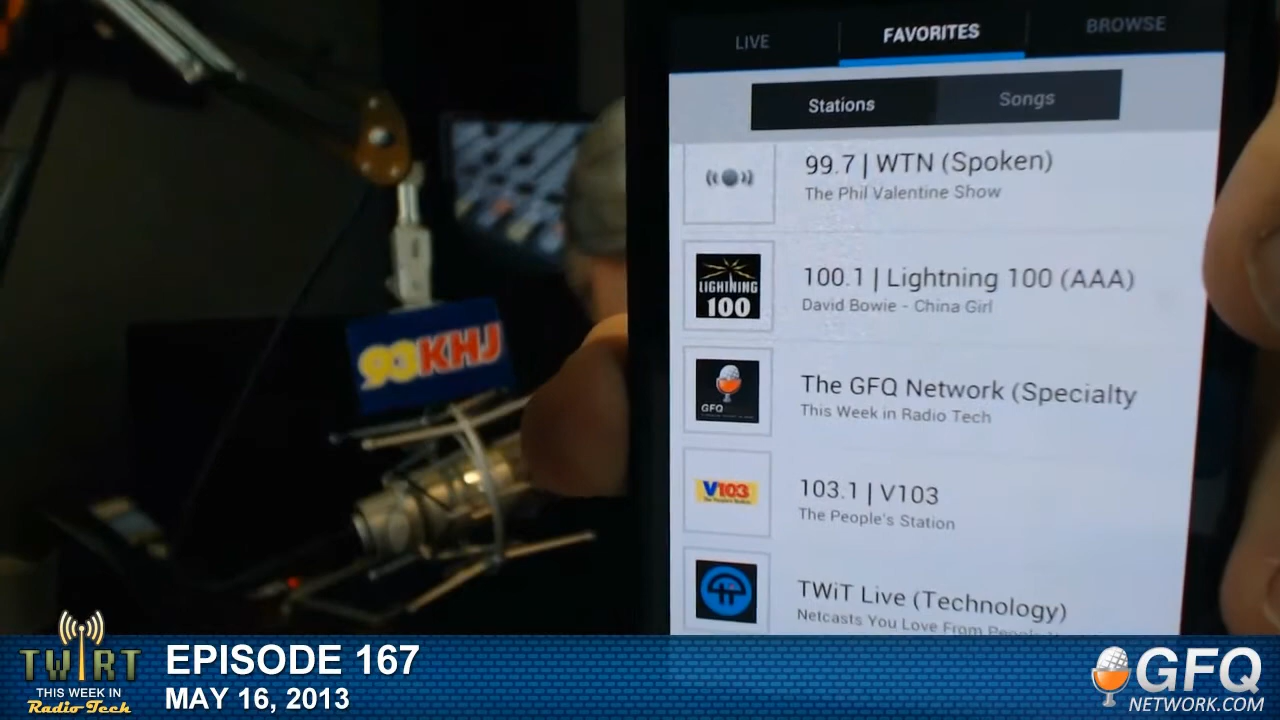 LIVE
FAVORITES
BROWSE
Stations
Songs
99.7 | WTN (Spoken)
The Phil Valentine Show
LIGHTNING
100
100.1 | Lightning 100 (AAA)
David Bowie - China Girl
GFQ
The GFQ Network (Specialty
This Week in Radio Tech
V103
103.1 | V103
The People's Station
TWiT Live (Technology)
Netcasts You Love From
93KHJ
TWiRT
THIS WEEK IN
Radio Tech
EPISODE 167
MAY 16, 2013
GFQ
NETWORK.COM